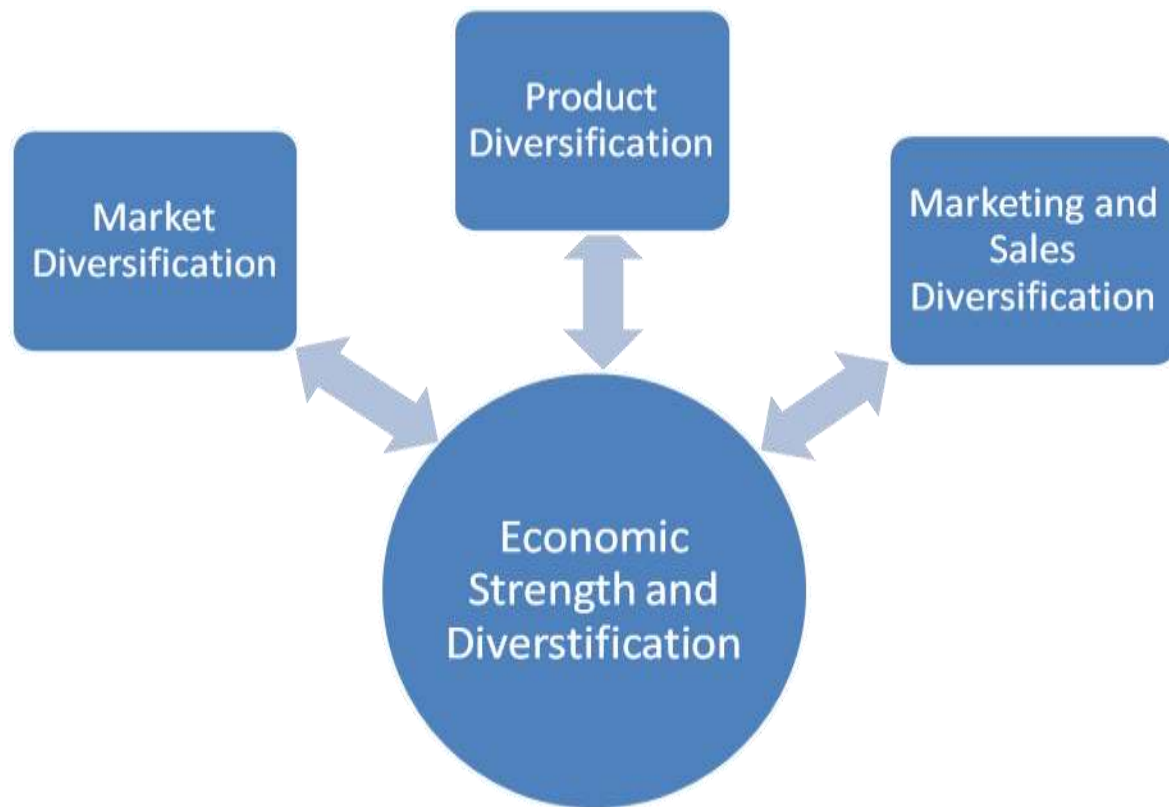 Product
Diversification
Market
Diversification
Marketing and
Sales
Diversification
Economic
Strength and
Diverstification